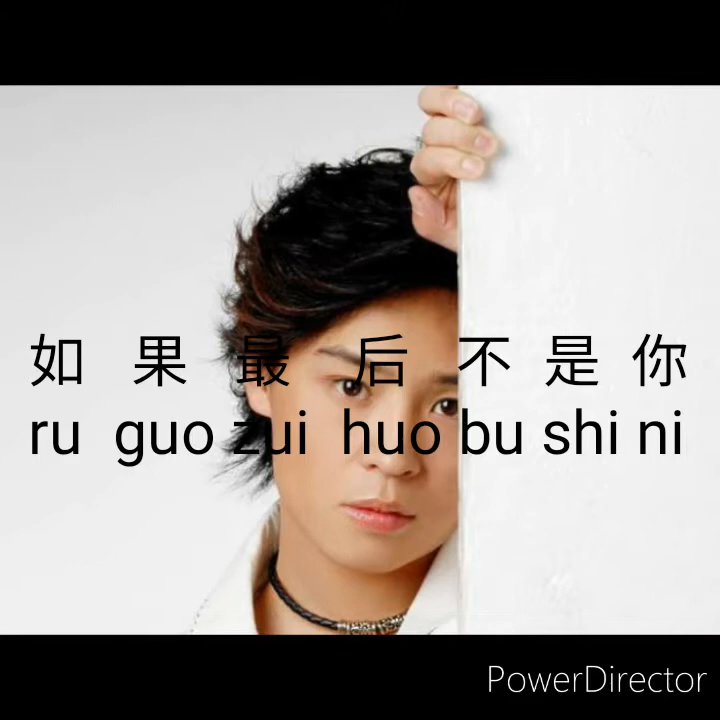 如 果 最 后 不 是 你
ru guo zui huo bu shi ni
PowerDirector